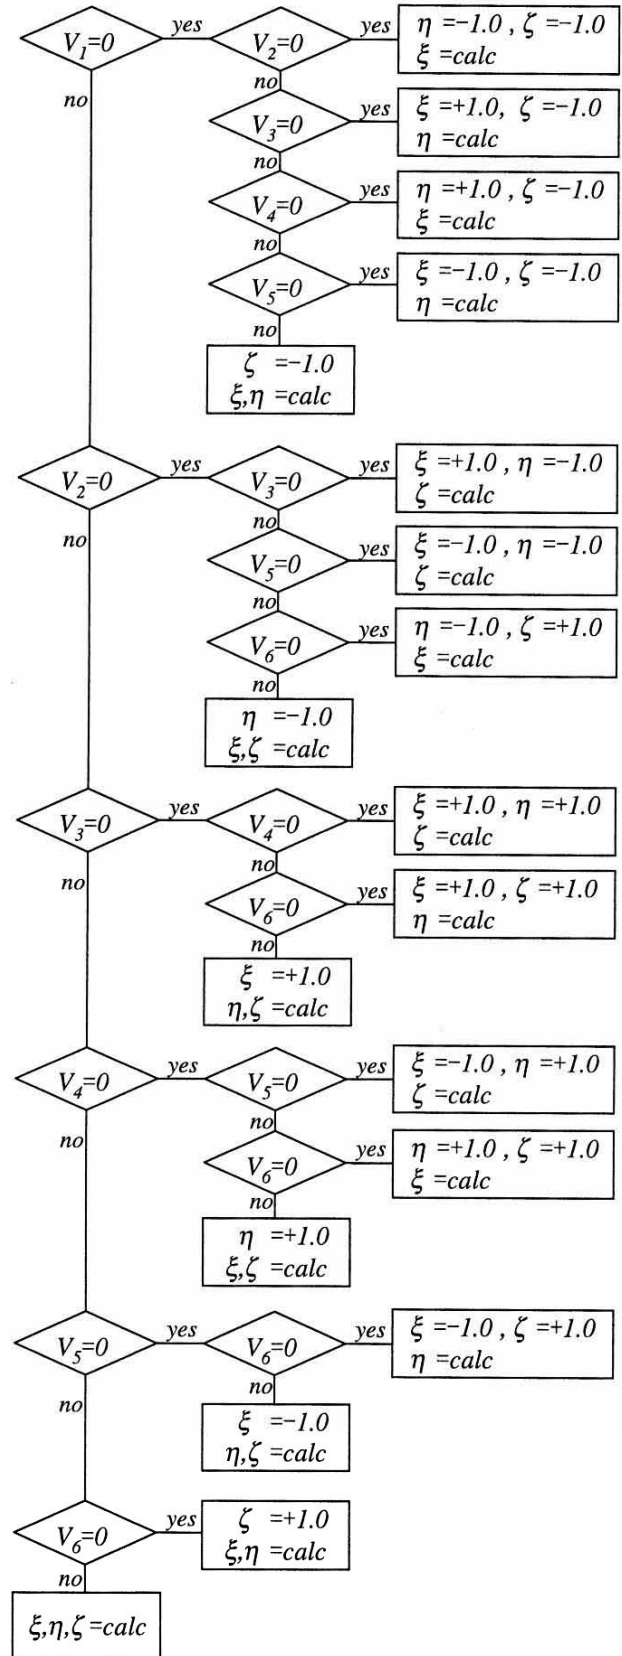 V1=0 yes V2=0 yes η =−1.0 , ζ =−1.0
ξ =calc
no
no
V3=0 yes ξ =+1.0, ζ =−1.0
η =calc
no
V4=0 yes η =+1.0 , ζ =−1.0
ξ =calc
no
V5=0 yes ξ =−1.0 , ζ =−1.0
η =calc
no
ζ =−1.0
ξ,η =calc
V2=0 yes V3=0 yes ξ =+1.0 , η =−1.0
ζ =calc
no
no
V5=0 yes ξ =−1.0 , η =−1.0
ζ =calc
no
V6=0 yes η =−1.0 , ζ =+1.0
ξ =calc
no
η =−1.0
ξ,ζ =calc
V3=0 yes V4=0 yes ξ =+1.0 , η =+1.0
ζ =calc
no
no
V6=0 yes ξ =+1.0 , ζ =+1.0
η =calc
no
ξ =+1.0
η,ζ =calc
V4=0 yes V5=0 yes ξ =−1.0 , η =+1.0
ζ =calc
no
no
V6=0 yes η =+1.0 , ζ =+1.0
ξ =calc
no
η =+1.0
ξ,ζ =calc
V5=0 yes V6=0 yes ξ =−1.0 , ζ =+1.0
η =calc
no
no
ξ =−1.0
η,ζ =calc
V6=0 yes ζ =+1.0
ξ,η =calc
no
ξ,η,ζ =calc